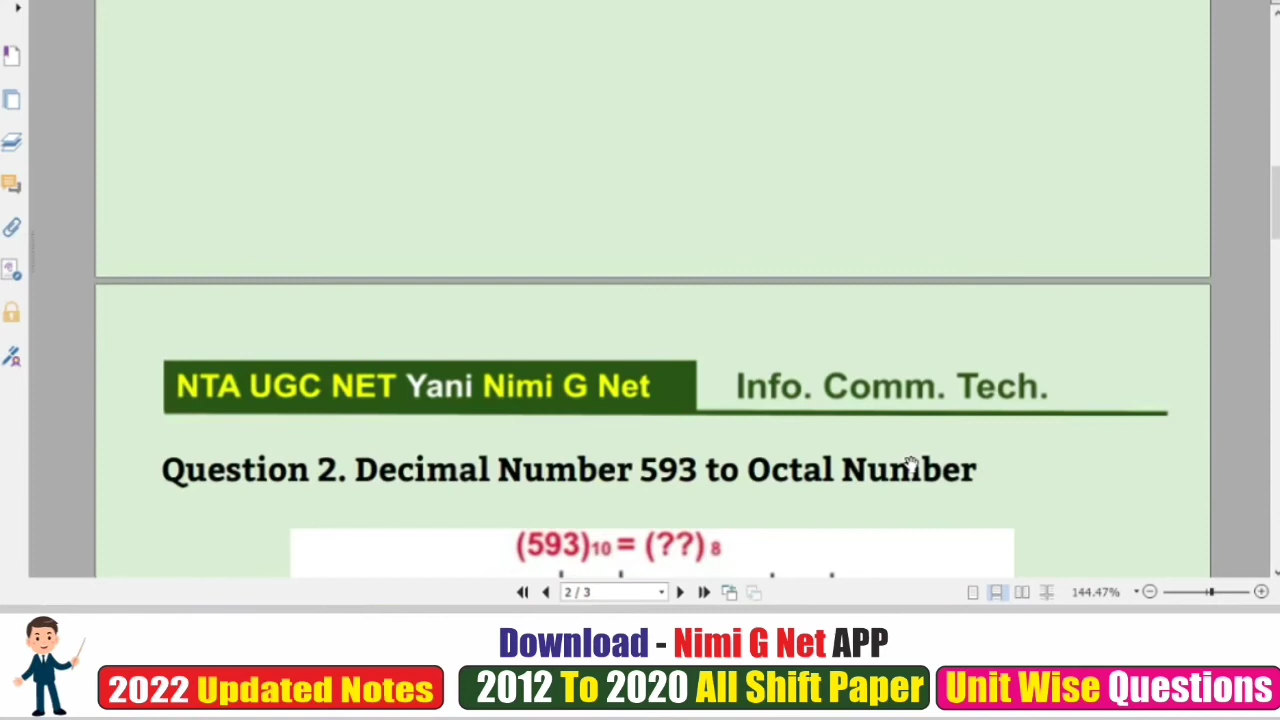 NTA UGC NET Yani Nimi G Net
Info. Comm. Tech.
Question 2. Decimal Number 593 to Octal Number
(593)10 = (??) 8
2 / 3
144.47%
Download - Nimi G Net APP
2022 Updated Notes
2012 To 2020 All Shift Paper
Unit Wise Questions